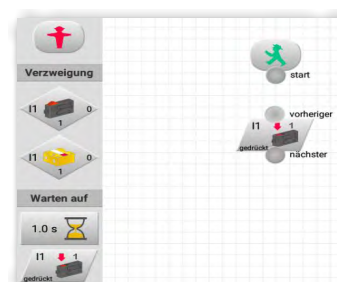 Verzweigung
I1 0
1
I1 0
1
Warten auf
1.0 s
I1 1
gedrückt
start
vorheriger
I1 1
gedrückt
nächster